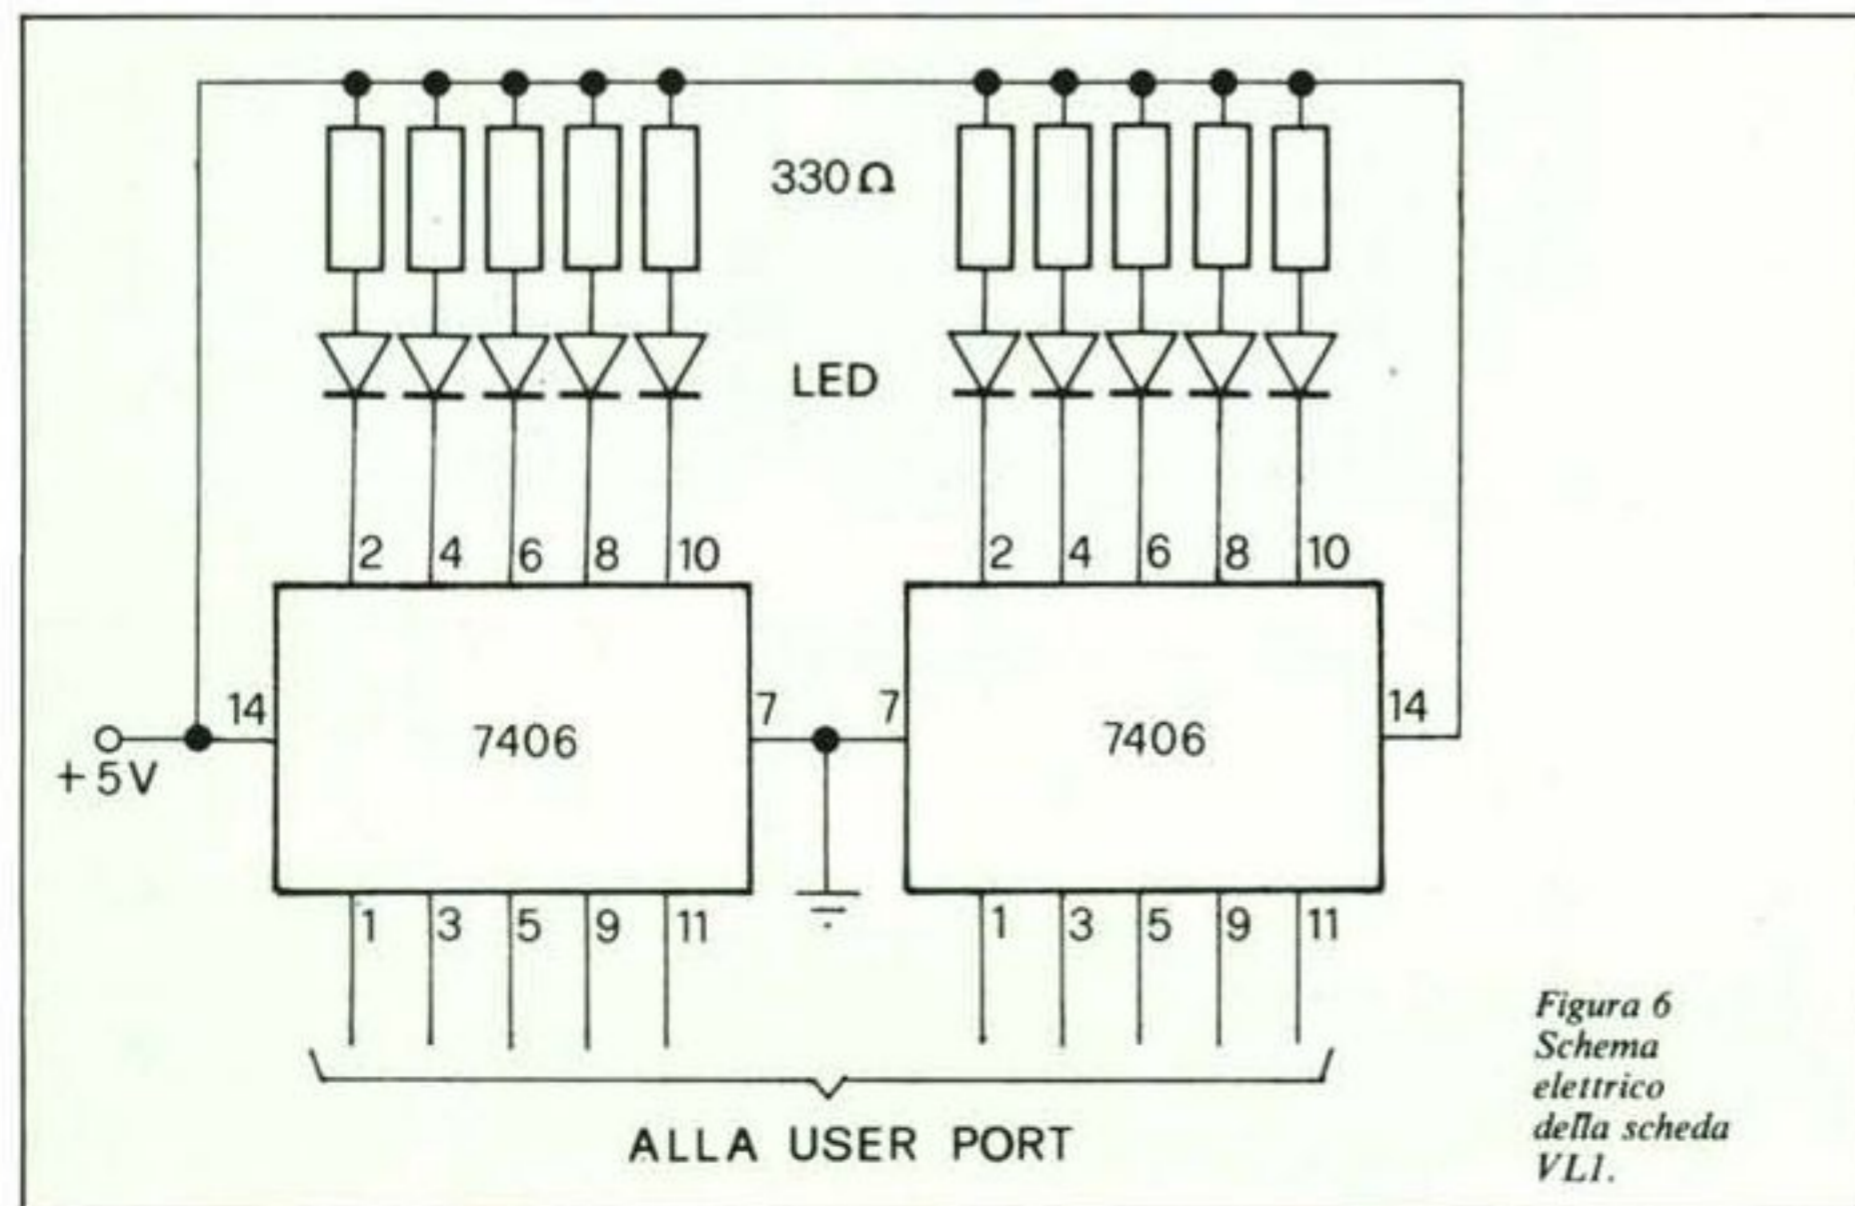 330Ω
LED
2 4 6 8 10
2 4 6 8 10
14 7 7 14
7406 7406
+5V
1 3 5 9 11
1 3 5 9 11
ALLA USER PORT
Figura 6
Schema
elettrico
della scheda
VL1.